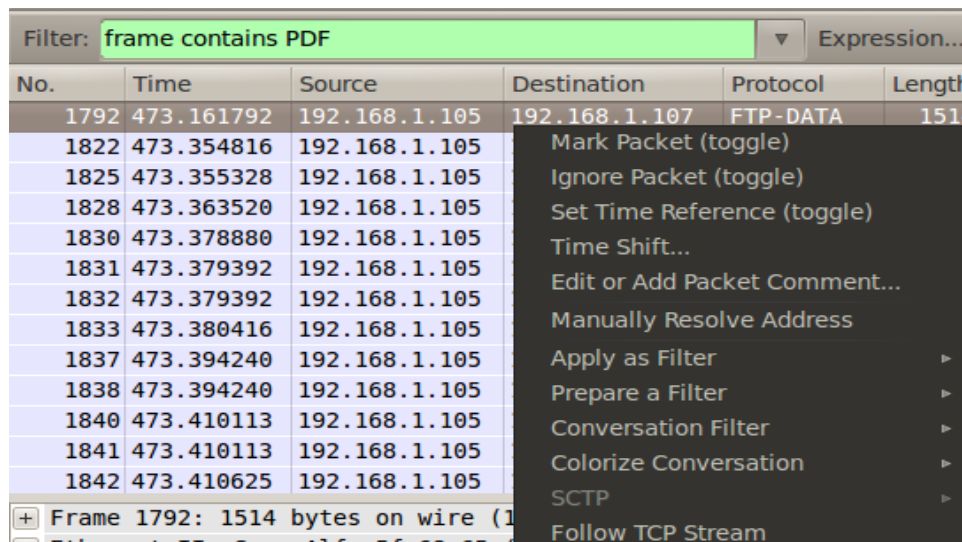 Filter: frame contains PDF Expression...
No. Time Source Destination Protocol Length
1792 473.161792 192.168.1.105 192.168.1.107 FTP-DATA 151
1822 473.354816 192.168.1.105
1825 473.355328 192.168.1.105
1828 473.363520 192.168.1.105
1830 473.378880 192.168.1.105
1831 473.379392 192.168.1.105
1832 473.379392 192.168.1.105
1833 473.380416 192.168.1.105
1837 473.394240 192.168.1.105
1838 473.394240 192.168.1.105
1840 473.410113 192.168.1.105
1841 473.410113 192.168.1.105
1842 473.410625 192.168.1.105
Mark Packet (toggle)
Ignore Packet (toggle)
Set Time Reference (toggle)
Time Shift...
Edit or Add Packet Comment...
Manually Resolve Address
Apply as Filter
Prepare a Filter
Conversation Filter
Colorize Conversation
SCTP
Follow TCP Stream
Frame 1792: 1514 bytes on wire (1